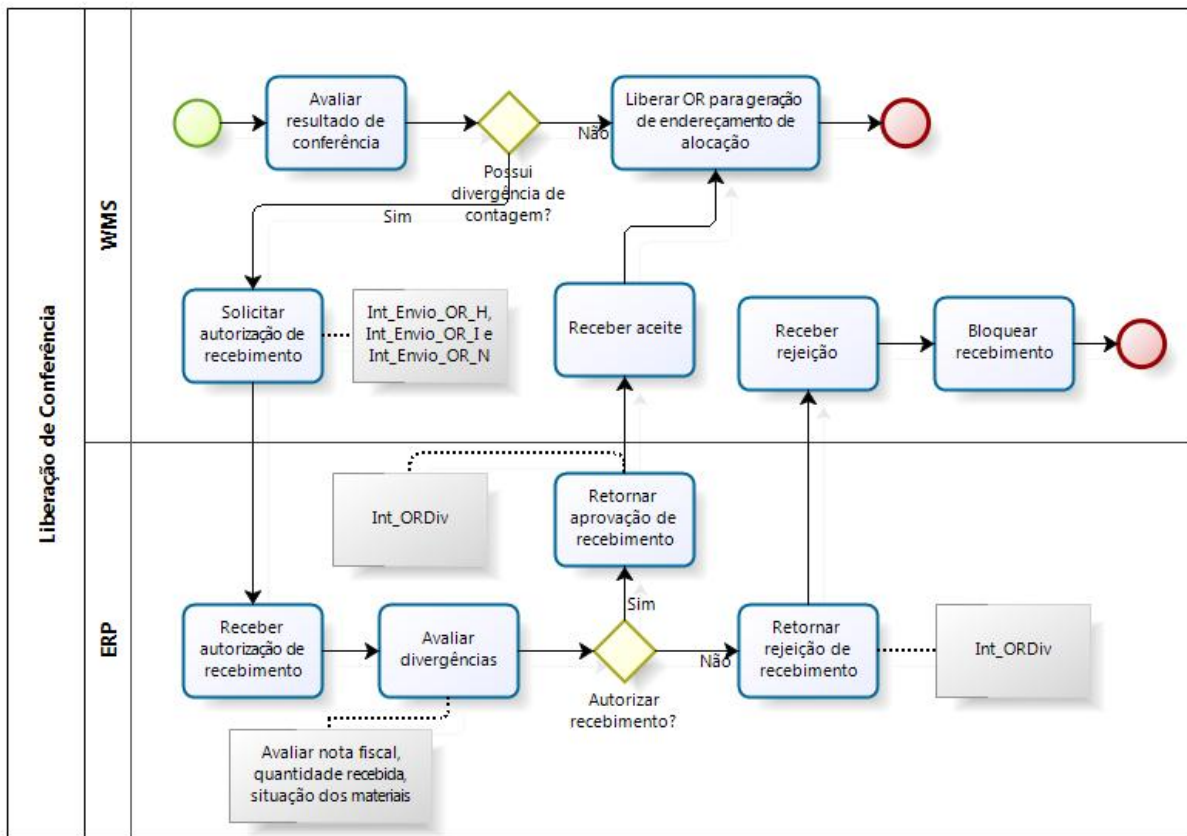 Liberação de Conferência
WMS
Avaliar
resultado de
conferência
Possui
divergência de
contagem?
Não
Liberar OR para geração
de endereçamento de
alocação
Sim
Solicitar
autorização de
recebimento
Int_Envio_OR_H,
Int_Envio_OR_I e
Int_Envio_OR_N
Receber aceite
Receber
rejeição
Bloquear
recebimento
ERP
Int_ORDiv
Retornar
aprovação de
recebimento
Sim
Receber
autorização de
recebimento
Avaliar
divergências
Autorizar
recebimento?
Não
Retornar
rejeição de
recebimento
Int_ORDiv
Avaliar nota fiscal,
quantidade recebida,
situação dos materiais